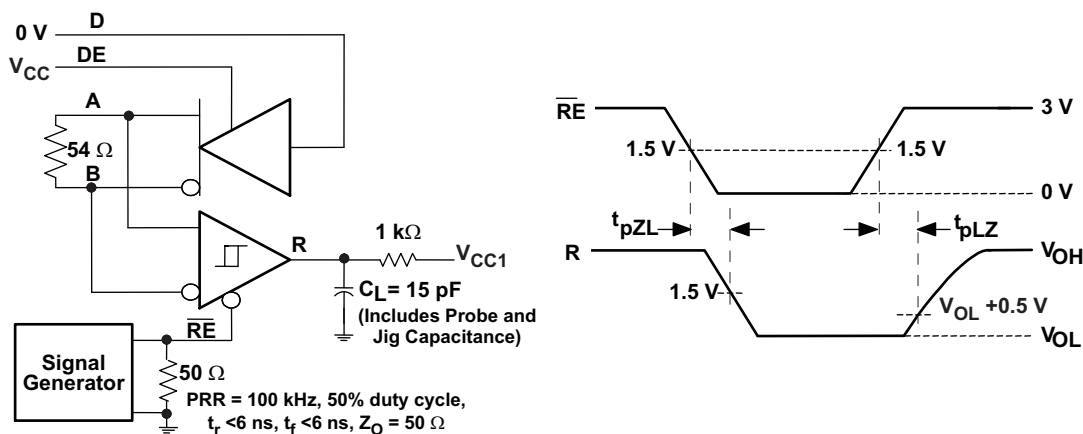 D
0 V
DE
VCC
A
54 Ω
B
R
1 kΩ
VCC1
CL = 15 pF
(Includes Probe and
Jig Capacitance)
RE
Signal
Generator
50 Ω
PRR = 100 kHz, 50% duty cycle,
tr <6 ns, tf <6 ns, ZO = 50 Ω
RE
3 V
1.5 V
1.5 V
0 V
tpZL
tpLZ
R
VOH
1.5 V
VOL +0.5 V
VOL